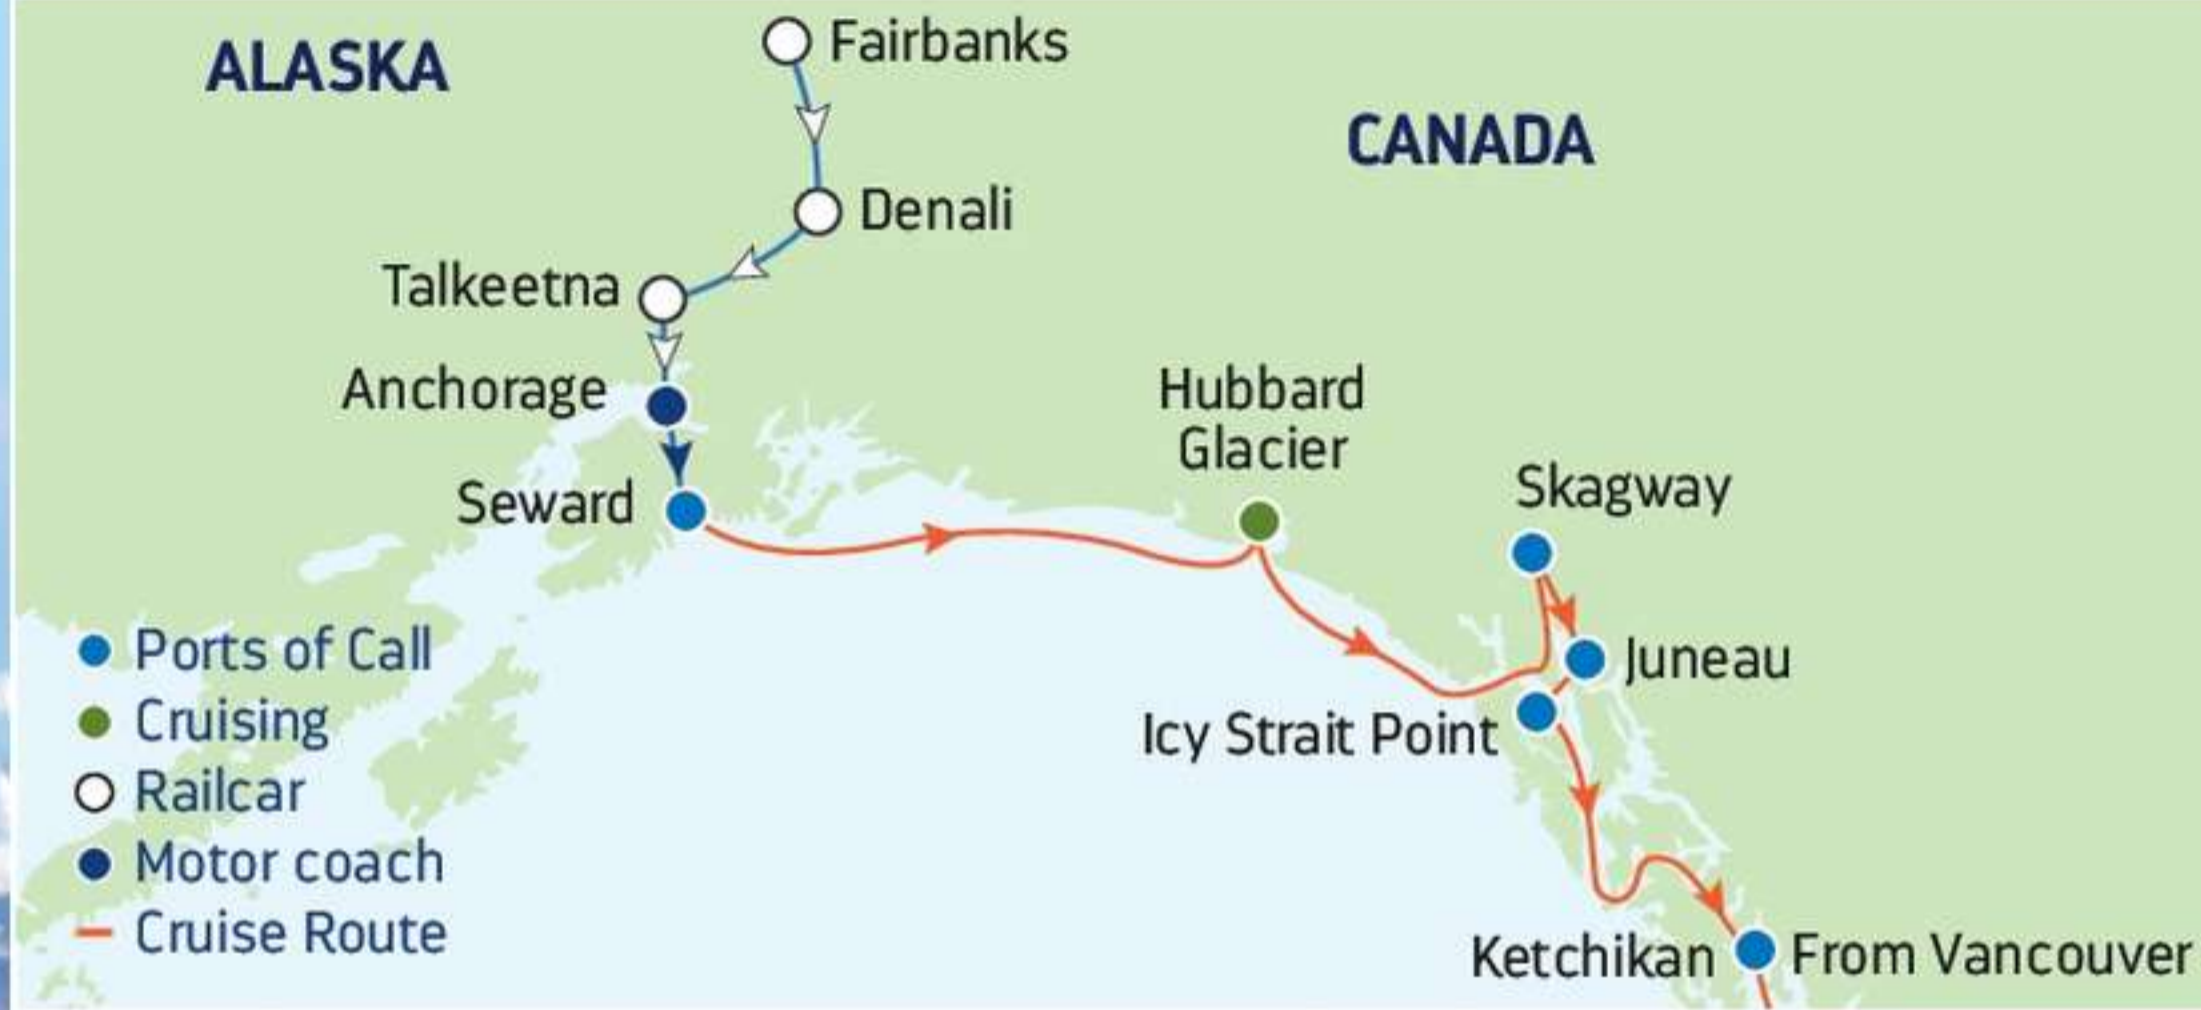 ALASKA
Fairbanks
CANADA
Denali
Talkeetna
Anchorage
Hubbard
Glacier
Skagway
Seward
Juneau
Icy Strait Point
Ketchikan
From Vancouver
Ports of Call
Cruising
Railcar
Motor coach
Cruise Route